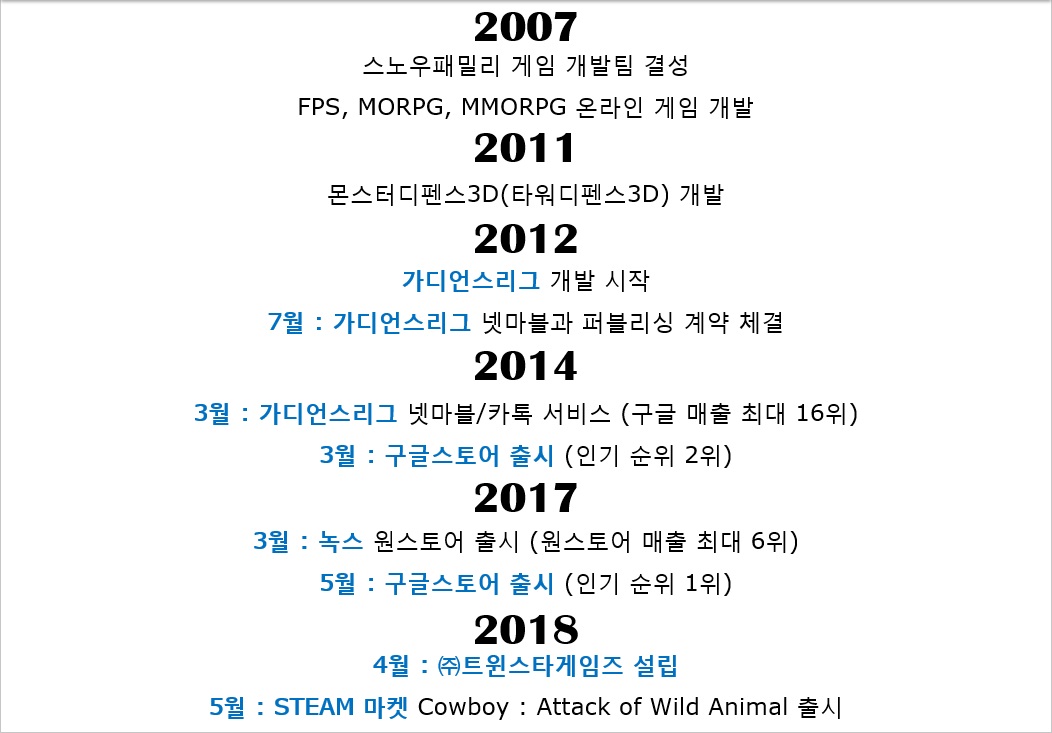 2007
스노우패밀리 게임 개발팀 결성
FPS, MORPG, MMORPG 온라인 게임 개발
2011
몬스터디펜스3D(타워디펜스3D) 개발
2012
가디언스리그 개발 시작
7월 : 가디언스리그 넷마블과 퍼블리싱 계약 체결
2014
3월 : 가디언스리그 넷마블/카톡 서비스 (구글 매출 최대 16위)
3월 : 구글스토어 출시 (인기 순위 2위)
2017
3월 : 녹스 원스토어 출시 (원스토어 매출 최대 6위)
5월 : 구글스토어 출시 (인기 순위 1위)
2018
4월 : ㈜트윈스타게임즈 설립
5월 : STEAM 마켓 Cowboy : Attack of Wild Animal 출시